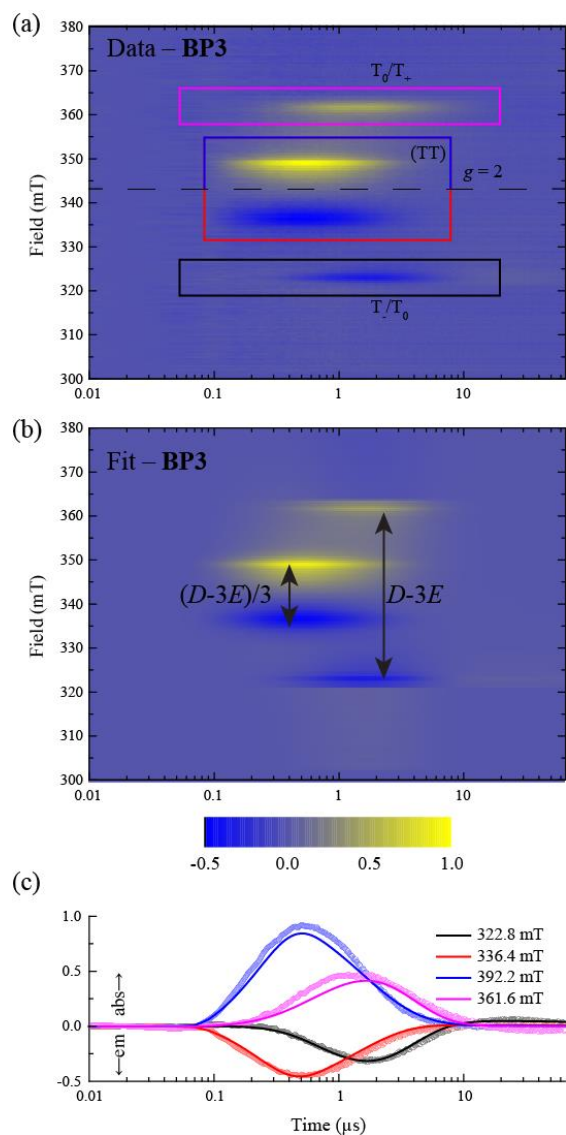 (a)
Data – BP3
T₀/T₊
(TT)
g = 2
T₋/T₀
Field (mT)
380
370
360
350
340
330
320
310
300
0.01
0.1
1
10
(b)
Fit – BP3
(D-3E)/3
D-3E
Field (mT)
380
370
360
350
340
330
320
310
300
0.01
0.1
1
10
-0.5
0.0
0.5
1.0
(c)
1.0
0.5
0.0
-0.5
←em
abs→
322.8 mT
336.4 mT
392.2 mT
361.6 mT
0.01
0.1
1
10
Time (µs)